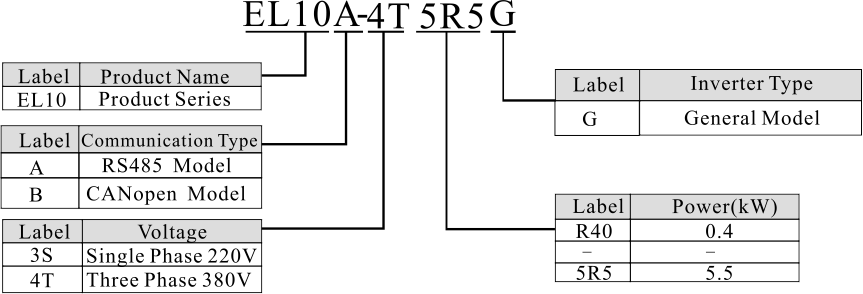 EL10A-4T 5R5G
Label Product Name
EL10 Product Series
Label Communication Type
A RS485 Model
B CANopen Model
Label Voltage
3S Single Phase 220V
4T Three Phase 380V
Label Inverter Type
G General Model
Label Power(kW)
R40 0.4
– –
5R5 5.5